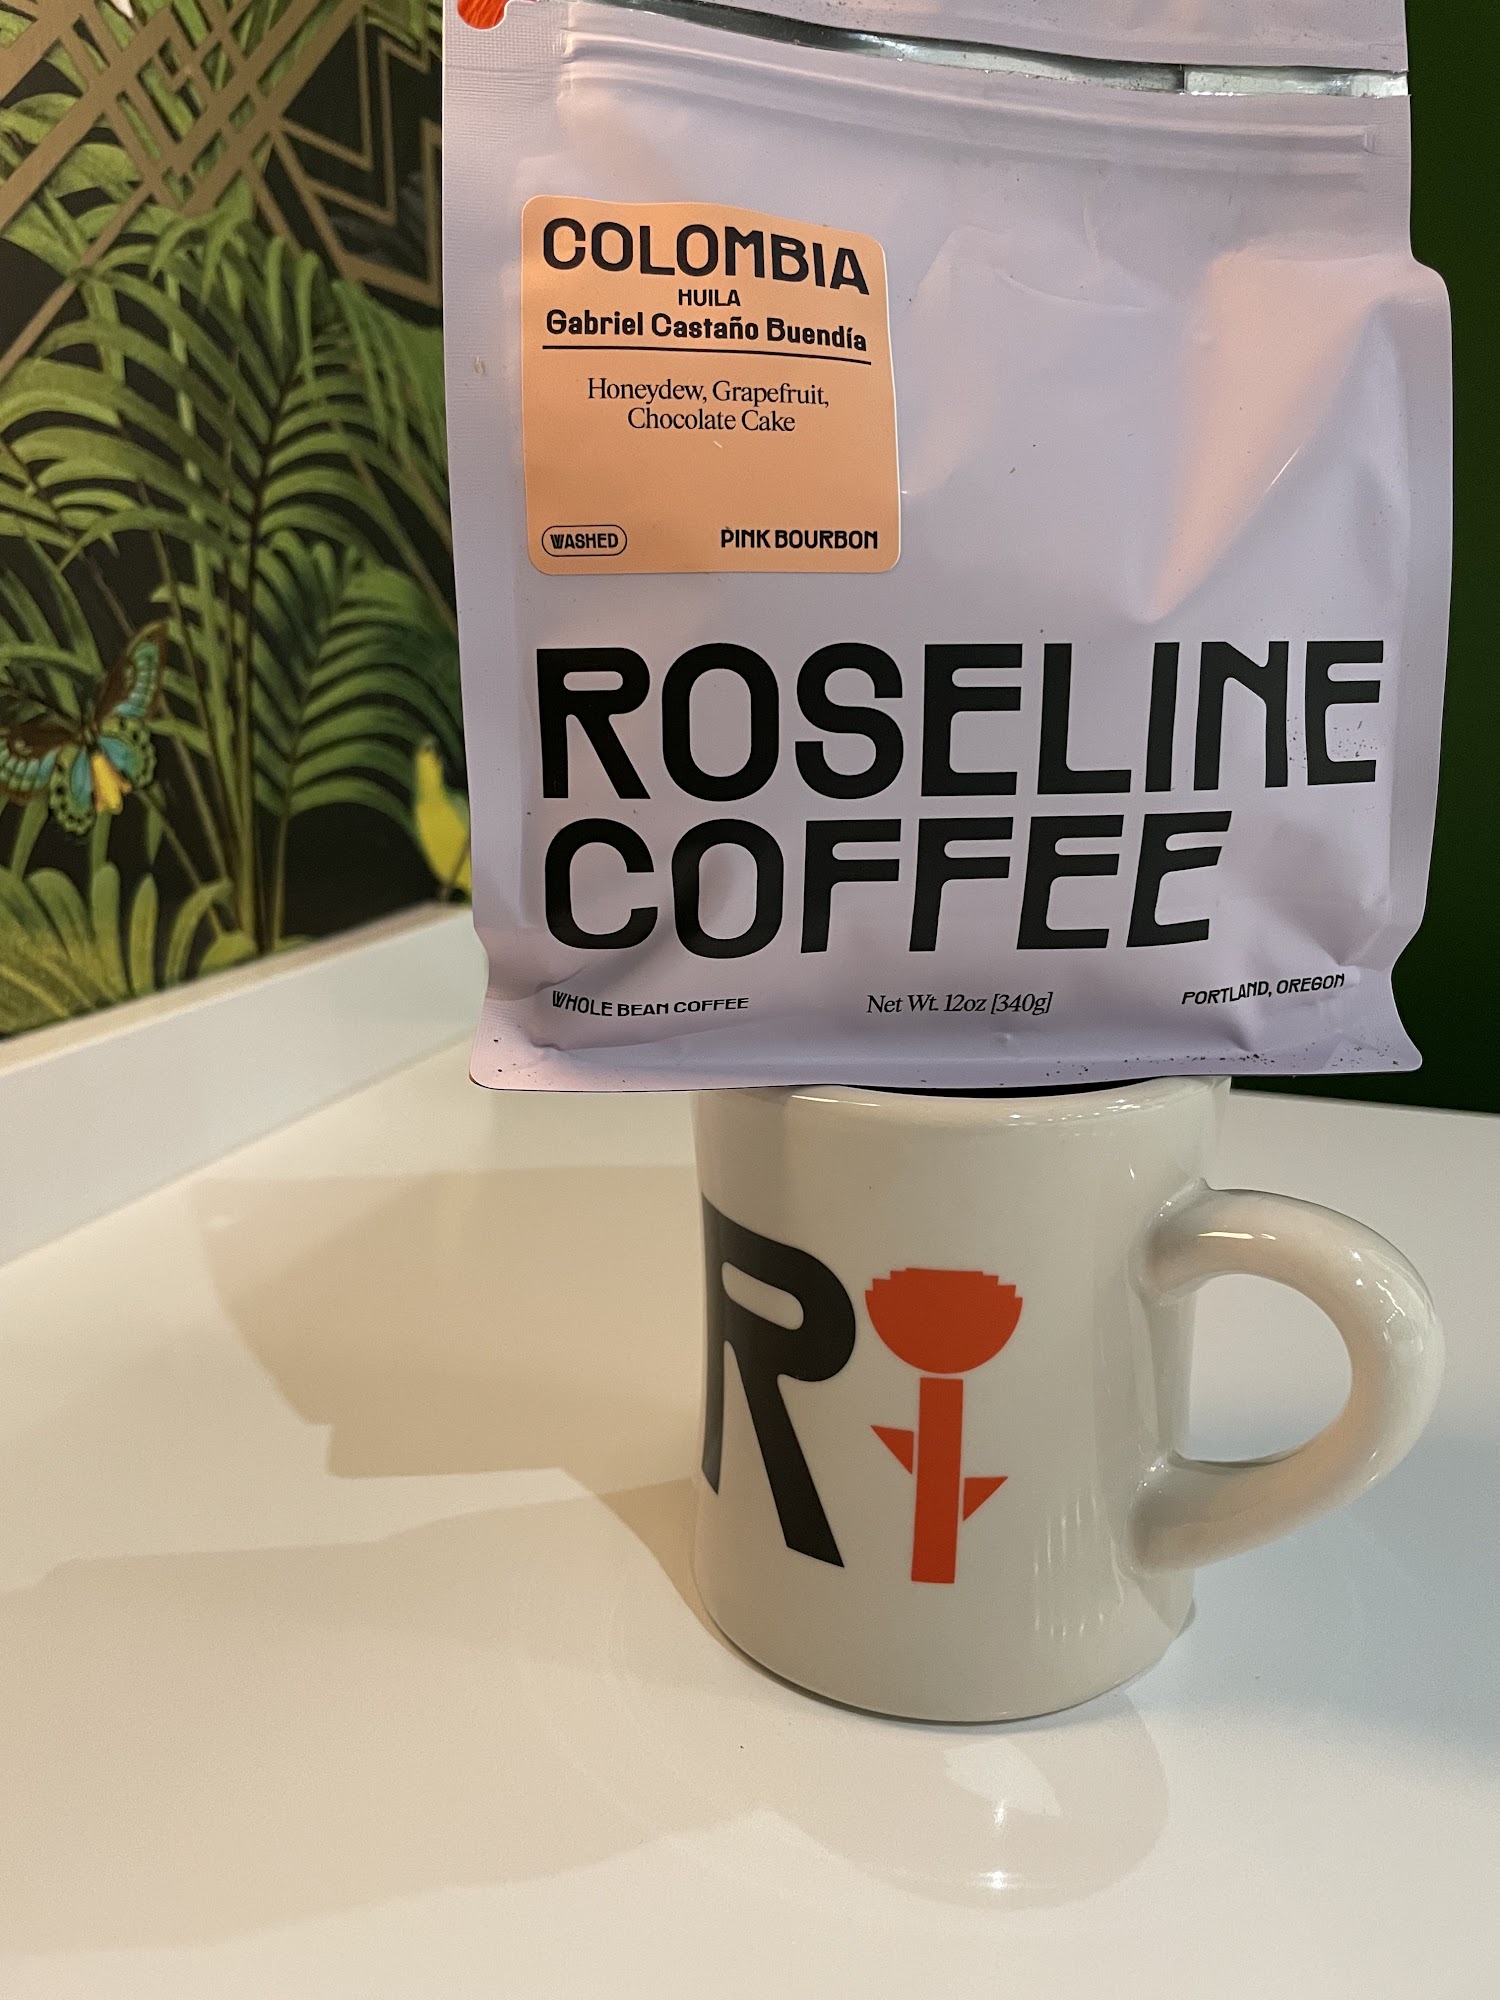 COLOMBIA
HUILA
Gabriel Castaño Buendía
Honeydew, Grapefruit,
Chocolate Cake
WASHED PINK BOURBON
ROSELINE
COFFEE
WHOLE BEAN COFFEE Net Wt. 12oz [340g] PORTLAND, OREGON
R